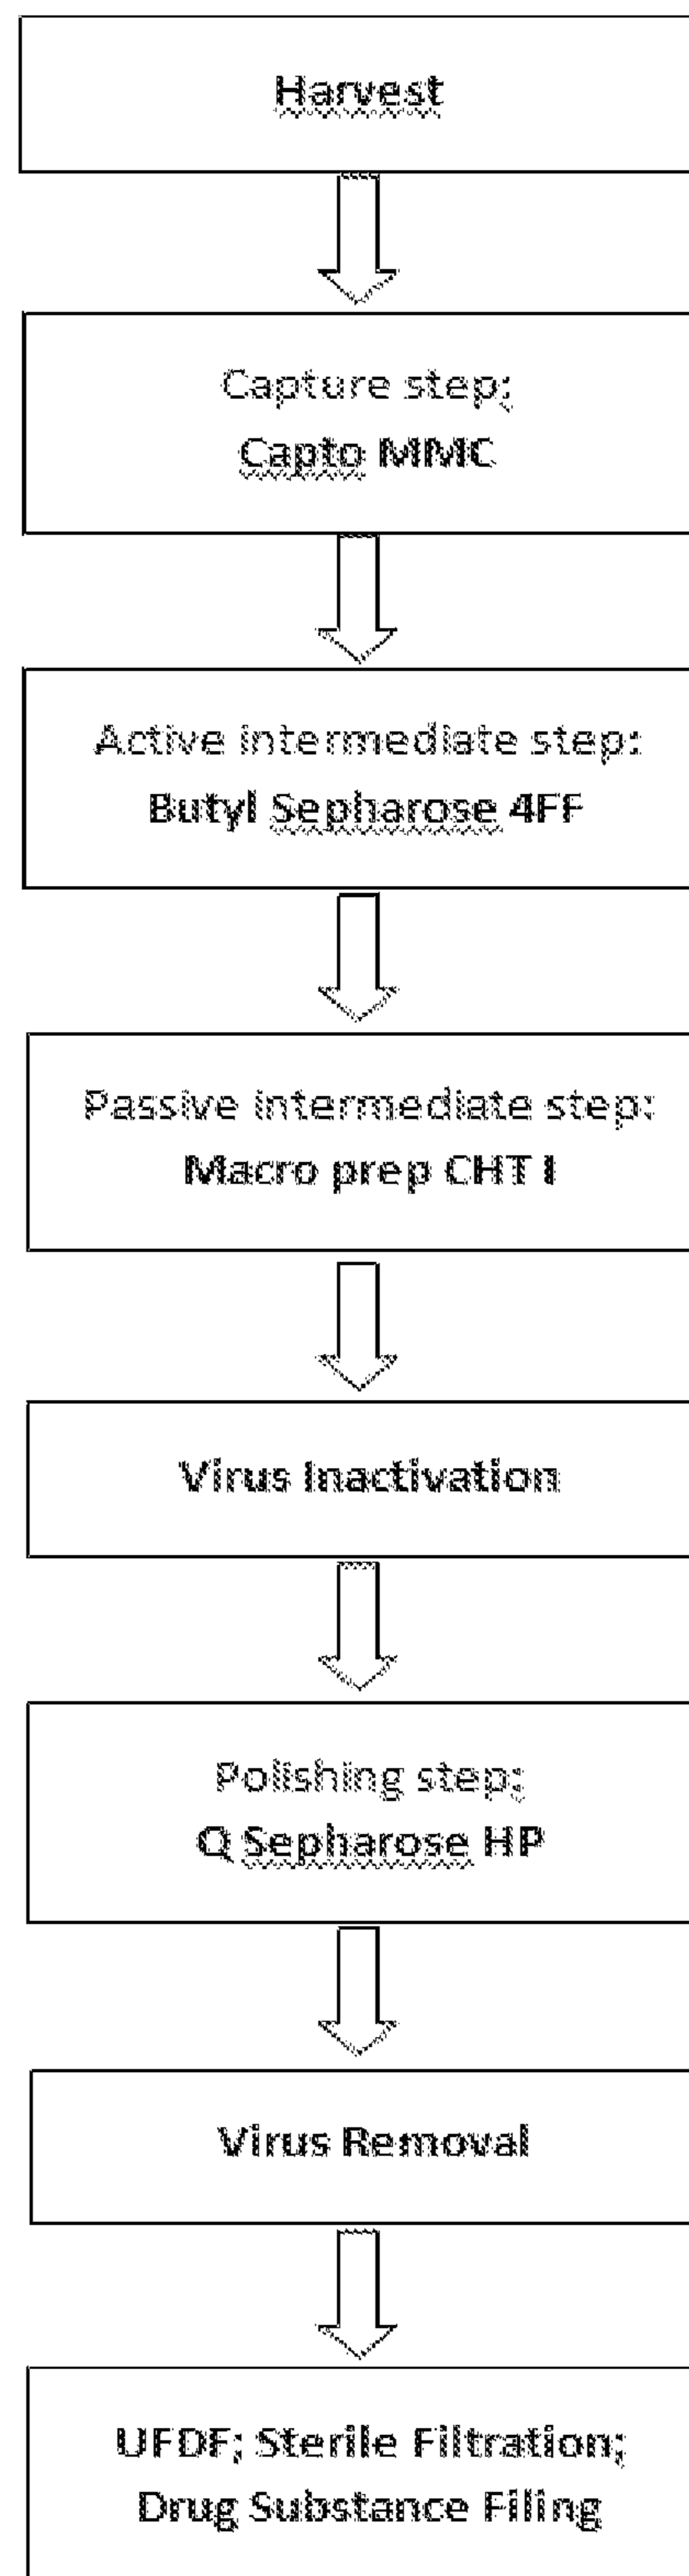 Harvest
Capture step:
Capto MMC
Active intermediate step:
Butyl Sepharose 4FF
Passive intermediate step:
Macro prep CHT I
Virus Inactivation
Polishing step:
Q Sepharose HP
Virus Removal
UFDF; Sterile Filtration;
Drug Substance Filing